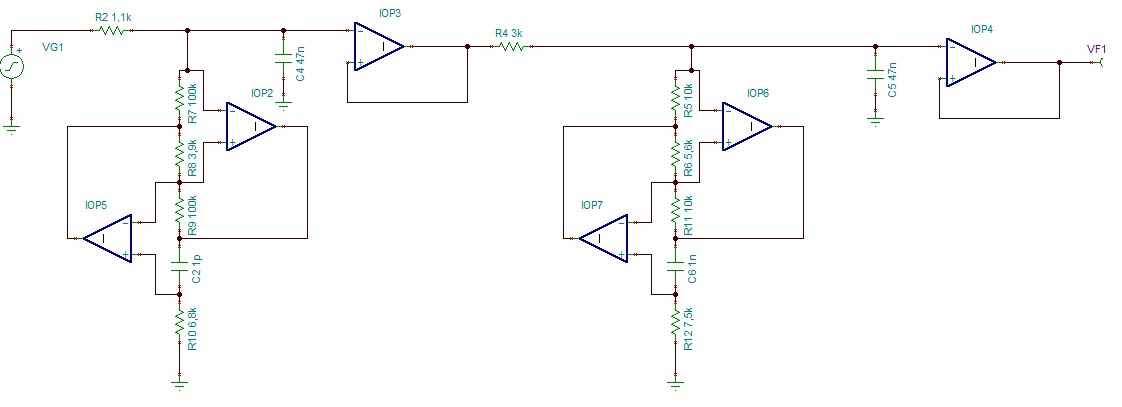 R2 1,1k
IOP3
R4 3k
IOP4
VG1
+
C4 47n
VF1
C5 47n
R7 100k
IOP2
R5 10k
IOP6
R8 3,9k
R6 5,6k
IOP5
R9 100k
IOP7
R11 10k
C2 1p
C6 1n
R10 6,8k
R12 7,5k